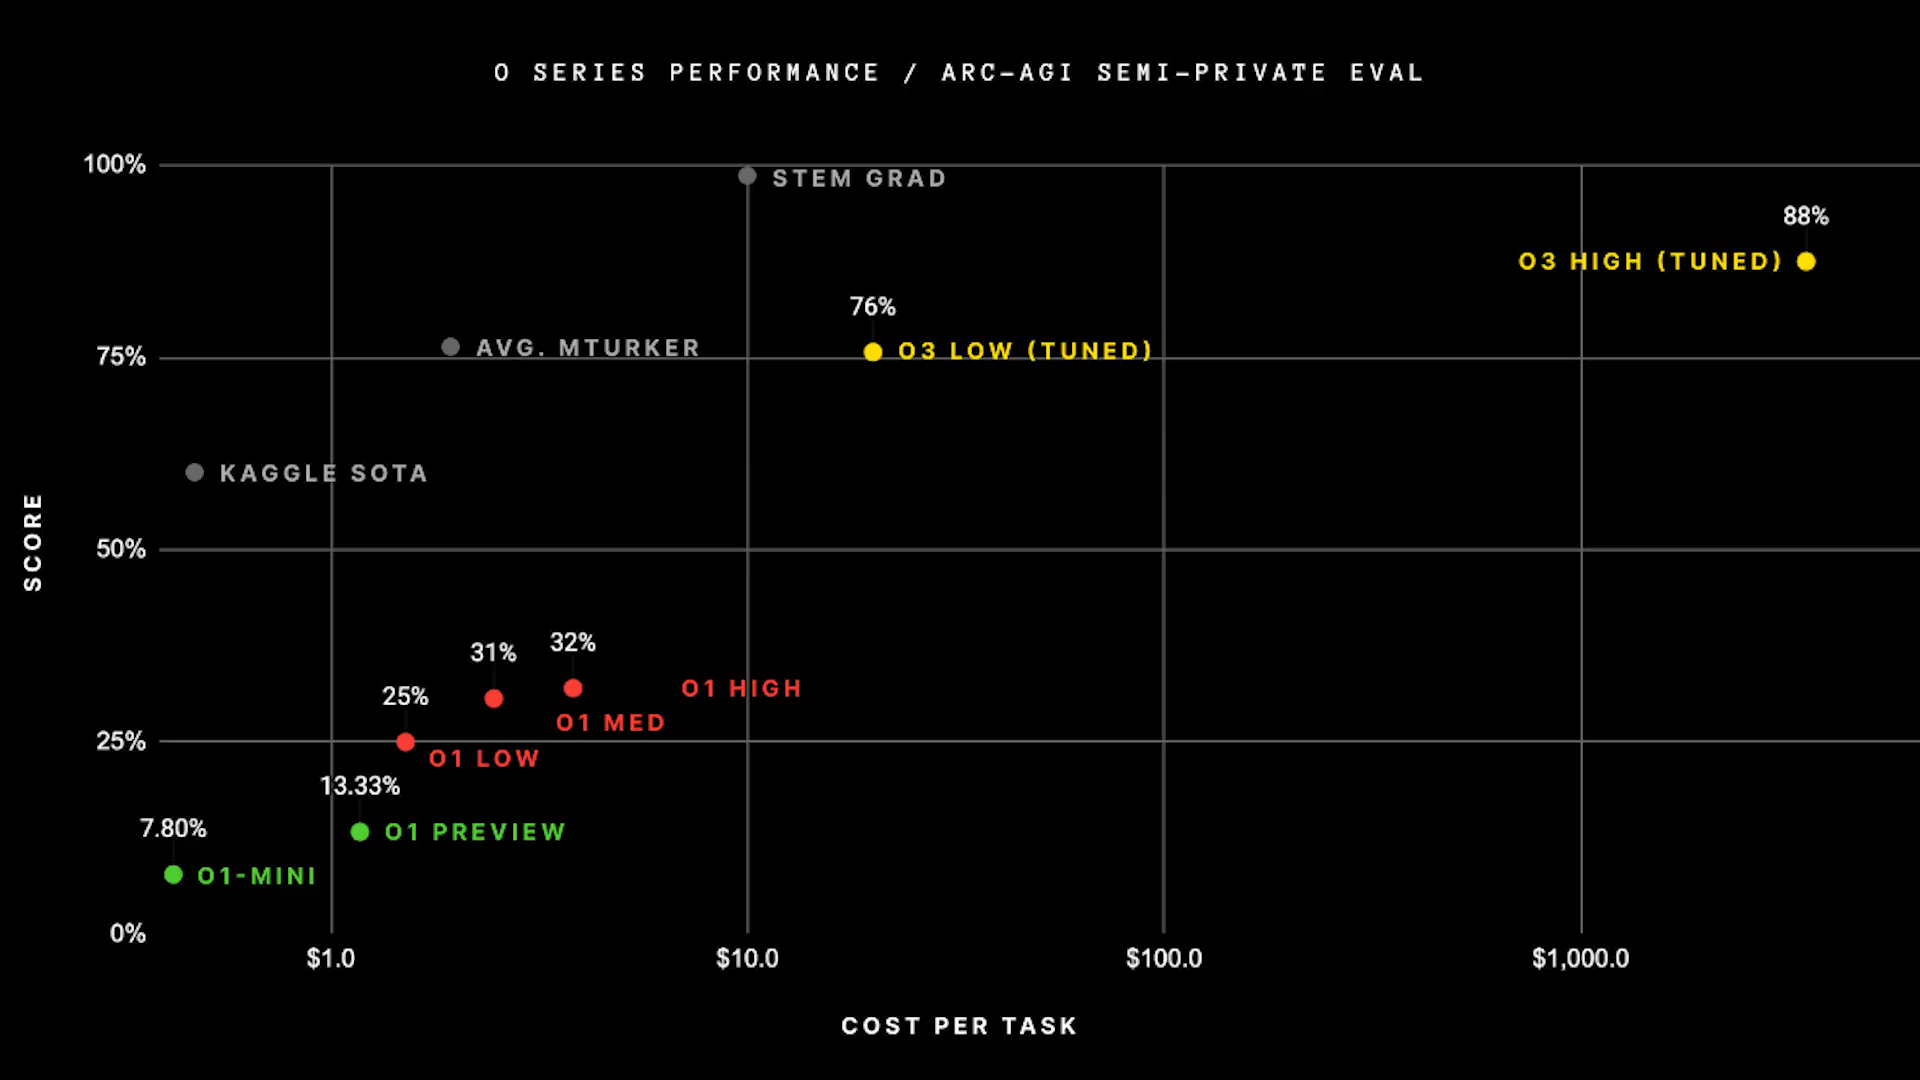 O SERIES PERFORMANCE / ARC-AGI SEMI-PRIVATE EVAL
100%
STEM GRAD
88%
O3 HIGH (TUNED)
76%
AVG. MTURKER
O3 LOW (TUNED)
75%
KAGGLE SOTA
SCORE
50%
32%
31%
25%
O1 HIGH
O1 MED
25%
O1 LOW
13.33%
7.80%
O1 PREVIEW
O1-MINI
0%
$1.0
$10.0
$100.0
$1,000.0
COST PER TASK